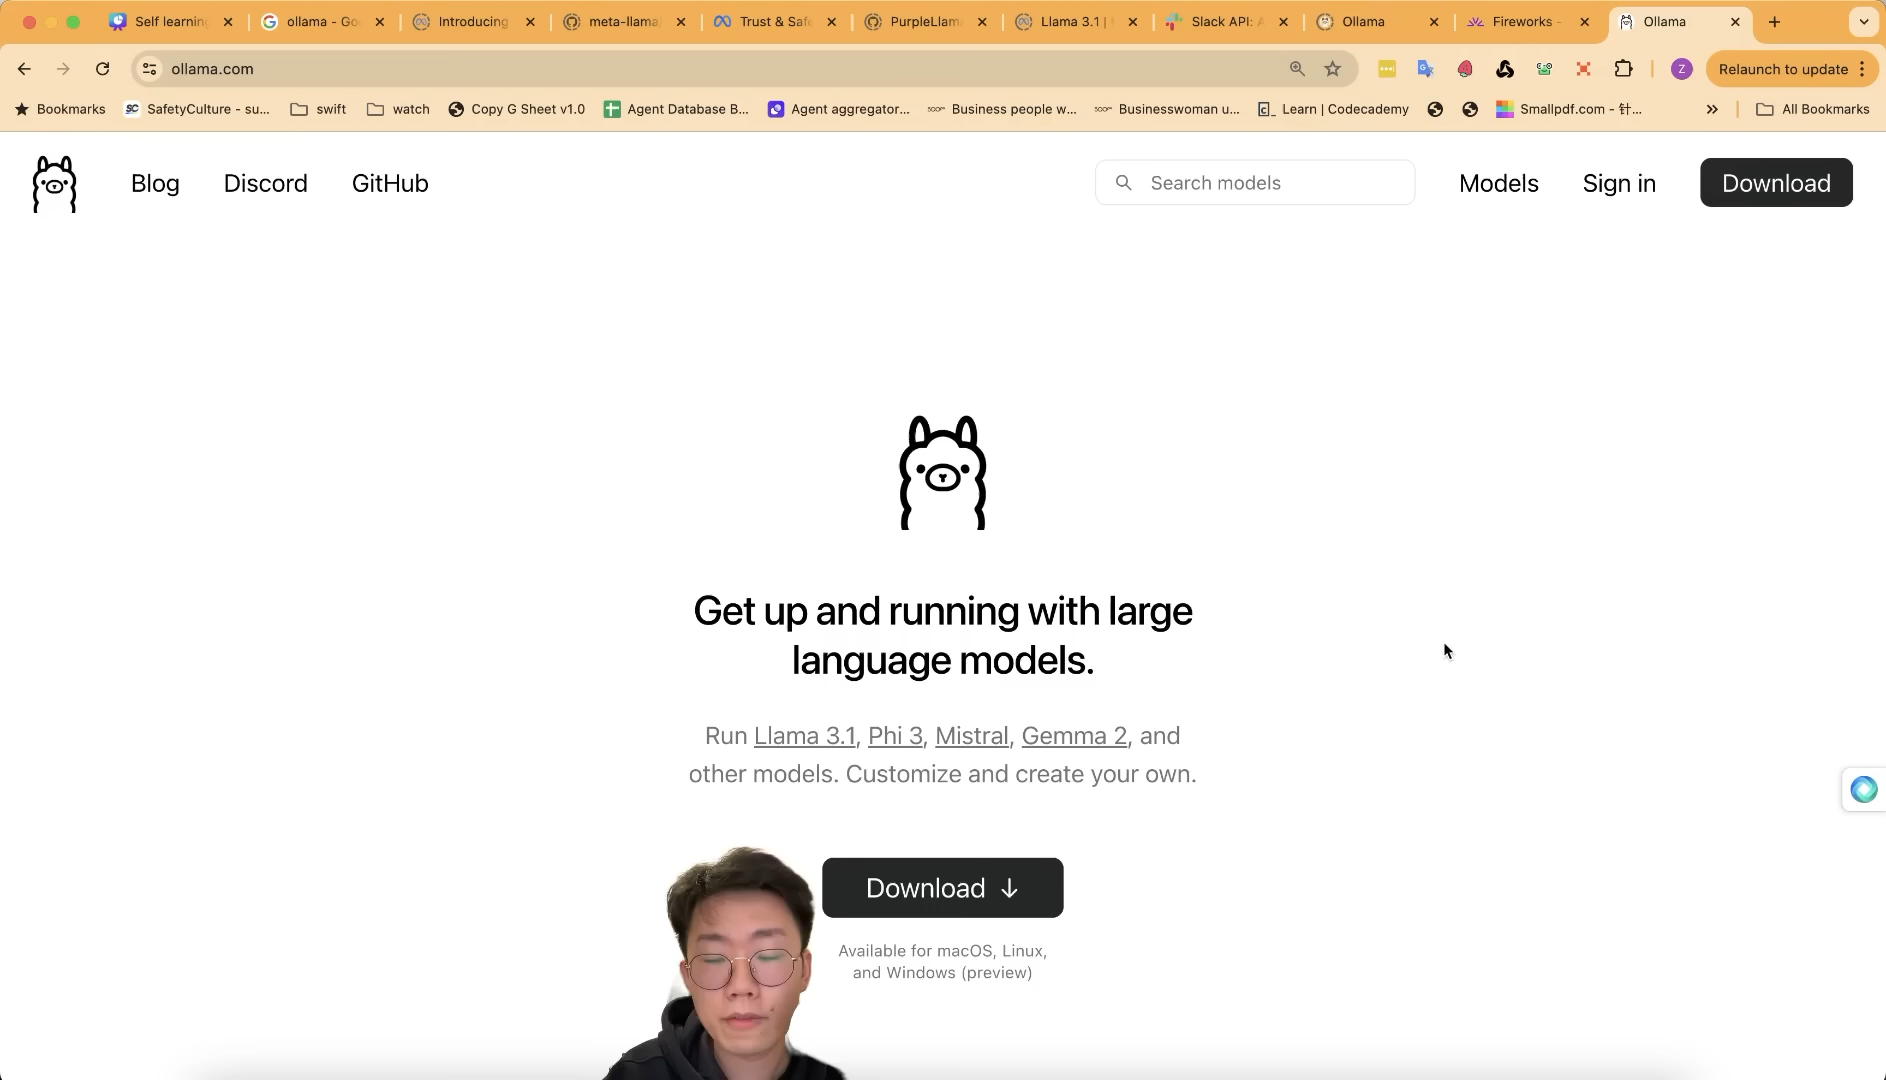 Self learning
ollama - Go
Introducing
meta-llama
Trust & Safe
PurpleLlam
Llama 3.1 |
Slack API: A
Ollama
Fireworks -
Ollama
ollama.com
Z
Relaunch to update
Bookmarks
SafetyCulture - su...
swift
watch
Copy G Sheet v1.0
Agent Database B...
Agent aggregator...
Business people w...
Businesswoman u...
Learn | Codecademy
Smallpdf.com - 针...
All Bookmarks
Blog
Discord
GitHub
Search models
Models
Sign in
Download
Get up and running with large
language models.
Run Llama 3.1, Phi 3, Mistral, Gemma 2, and
other models. Customize and create your own.
Download ↓
Available for macOS, Linux,
and Windows (preview)